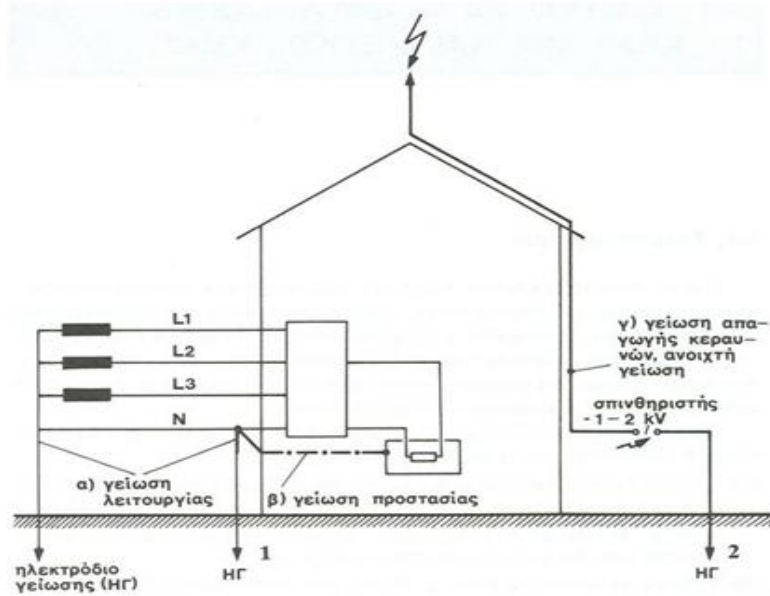 L1
L2
L3
N
α) γείωση
λειτουργίας
β) γείωση προστασίας
γ) γείωση απα-
γωγής κεραυ-
νών, ανοιχτή
γείωση
σπινθηριστής
-1-2 kV
ηλεκτρόδιο
γείωσης (ΗΓ)
ΗΓ
1
ΗΓ
2